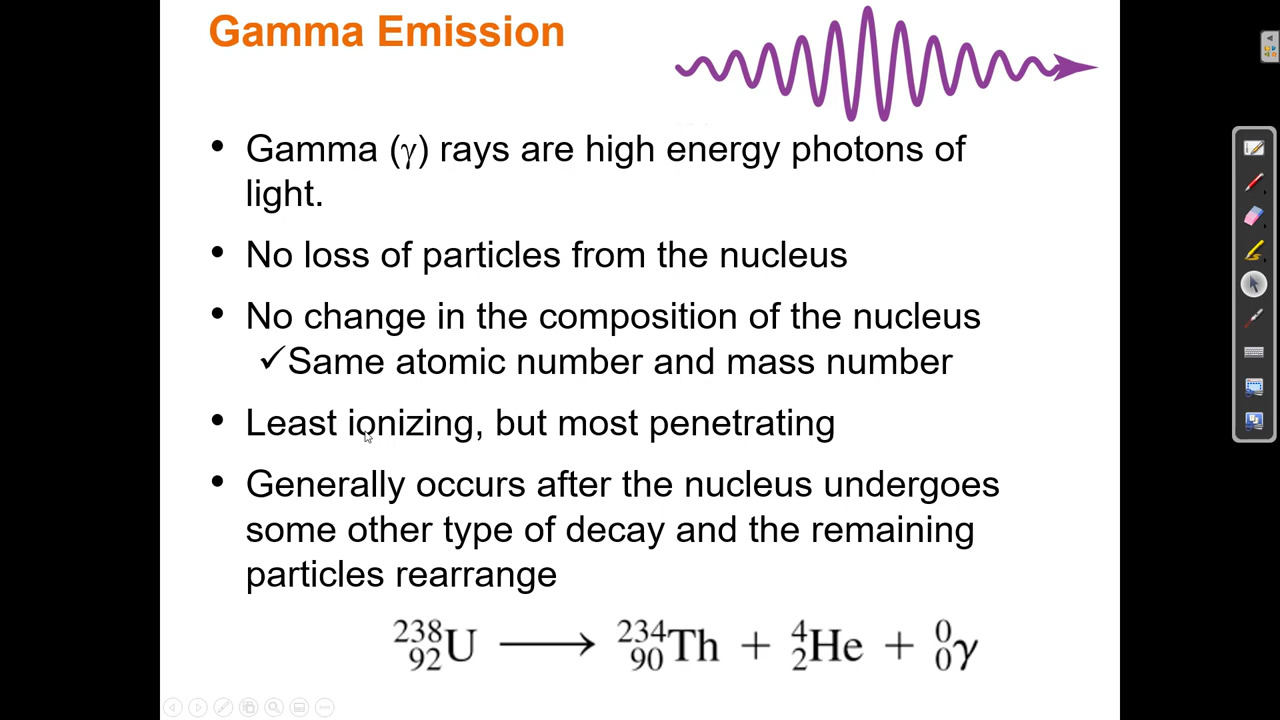 Gamma Emission
• Gamma (γ) rays are high energy photons of
light.
• No loss of particles from the nucleus
• No change in the composition of the nucleus
✓Same atomic number and mass number
• Least ionizing, but most penetrating
• Generally occurs after the nucleus undergoes
some other type of decay and the remaining
particles rearrange
²³⁸₉₂U ⟶ ²³⁴₉₀Th + ⁴₂He + ⁰₀γ